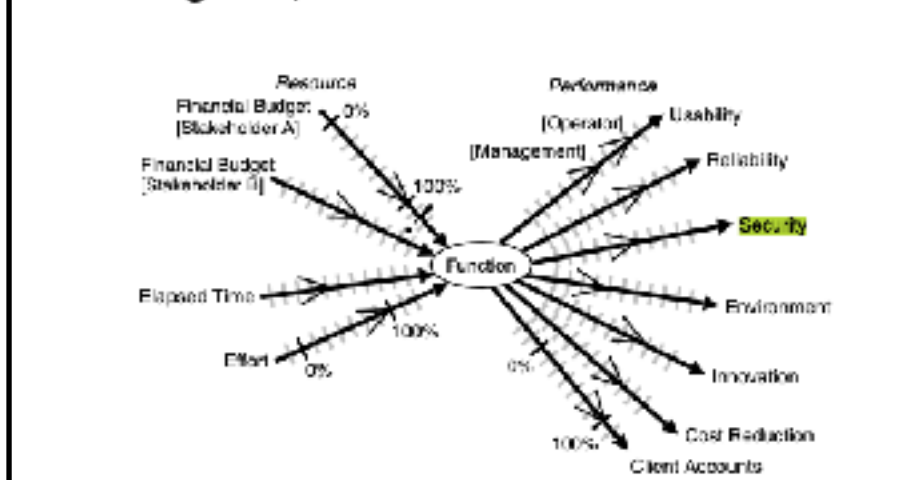 Resource
Financial Budget
[Stakeholder A]
0%
Financial Budget
[Stakeholder B]
100%
Elapsed Time
Effort
0%
100%
Function
Performance
[Operator]
[Management]
Usability
Reliability
Security
Environment
Innovation
Cost Reduction
Client Accounts
0%
100%